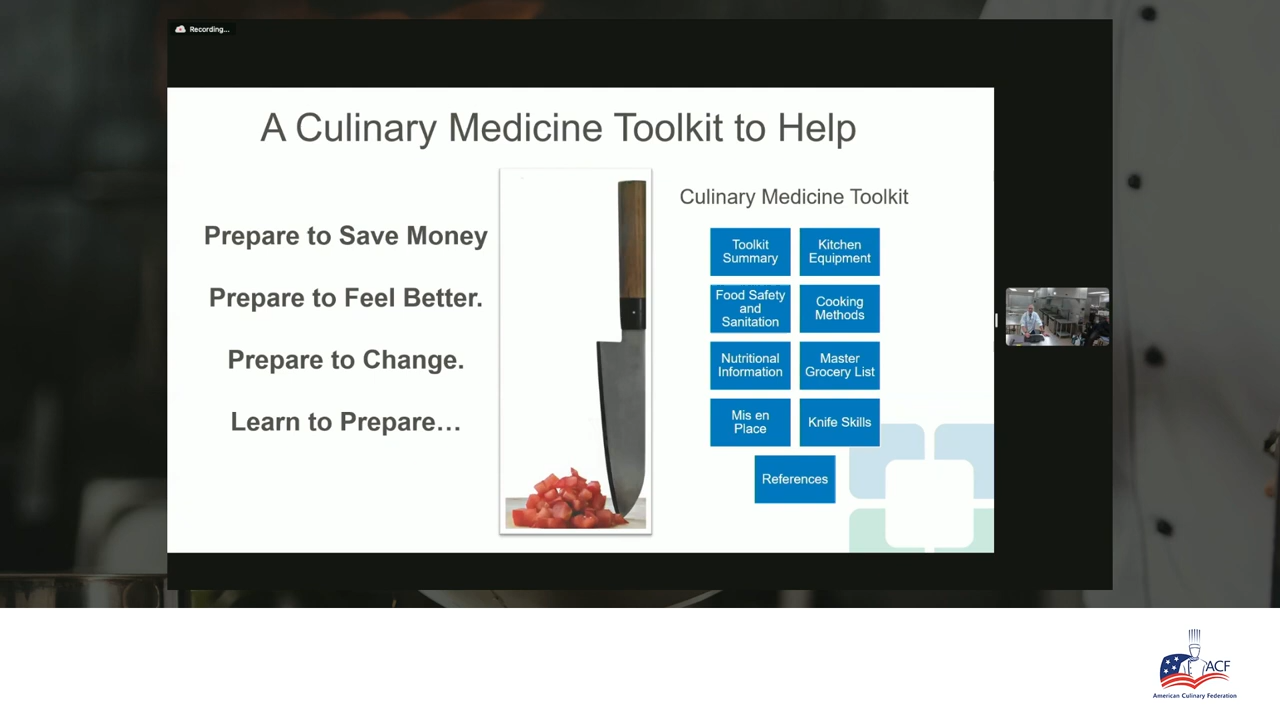 Recording...
A Culinary Medicine Toolkit to Help
Prepare to Save Money
Prepare to Feel Better.
Prepare to Change.
Learn to Prepare…
Culinary Medicine Toolkit
Toolkit
Summary
Kitchen
Equipment
Food Safety
and
Sanitation
Cooking
Methods
Nutritional
Information
Master
Grocery List
Mis en
Place
Knife Skills
References
ACF
American Culinary Federation